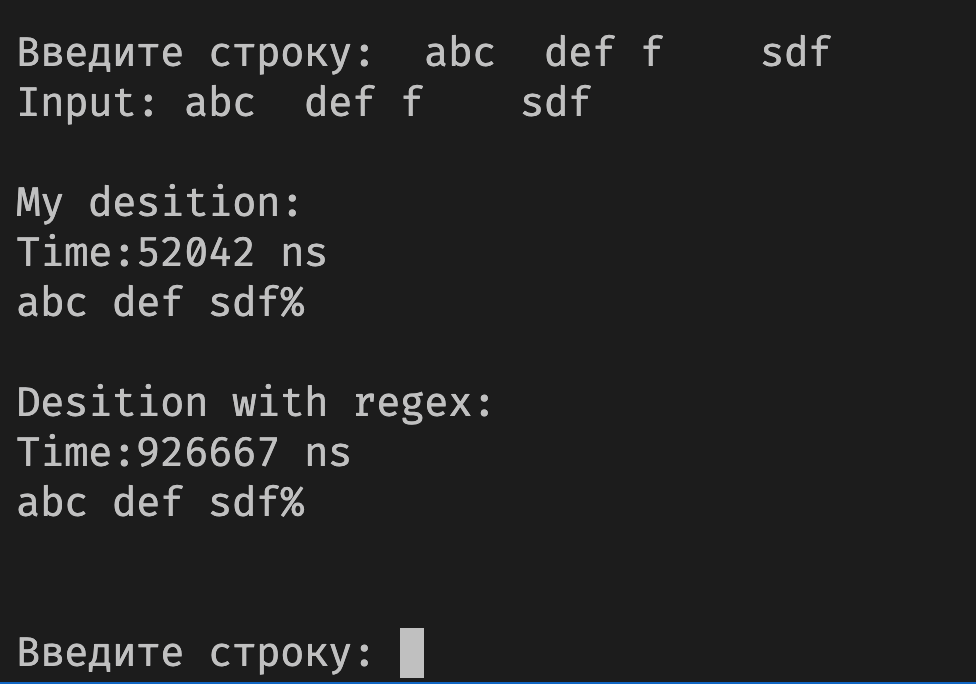 Введите строку:  abc  def f    sdf
Input: abc  def f    sdf
My desition:
Time:52042 ns
abc def sdf%
Desition with regex:
Time:926667 ns
abc def sdf%
Введите строку: